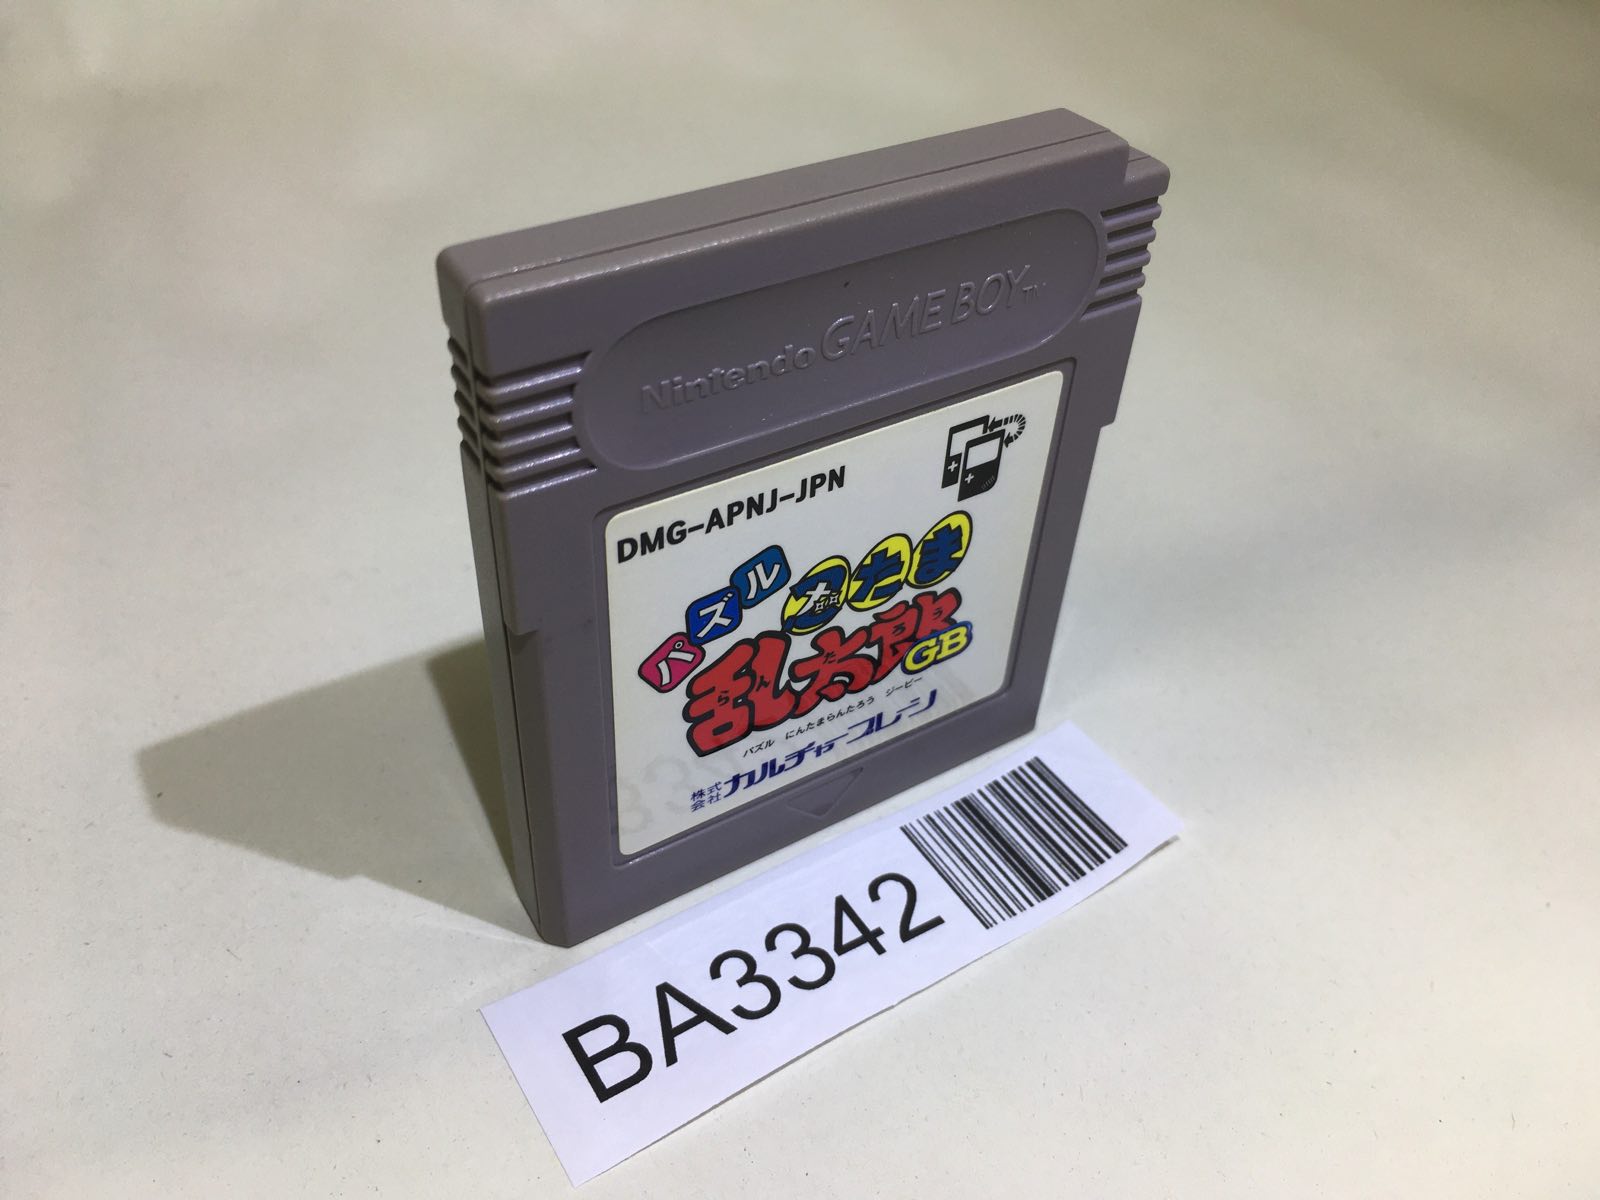 Nintendo GAME BOY TM
DMG-APNJ-JPN
パズル 忍たま
乱太郎 GB
らんたろう
パズル にんたまらんたろう ジービー
株式会社 カルチャーブレーン
BA3342